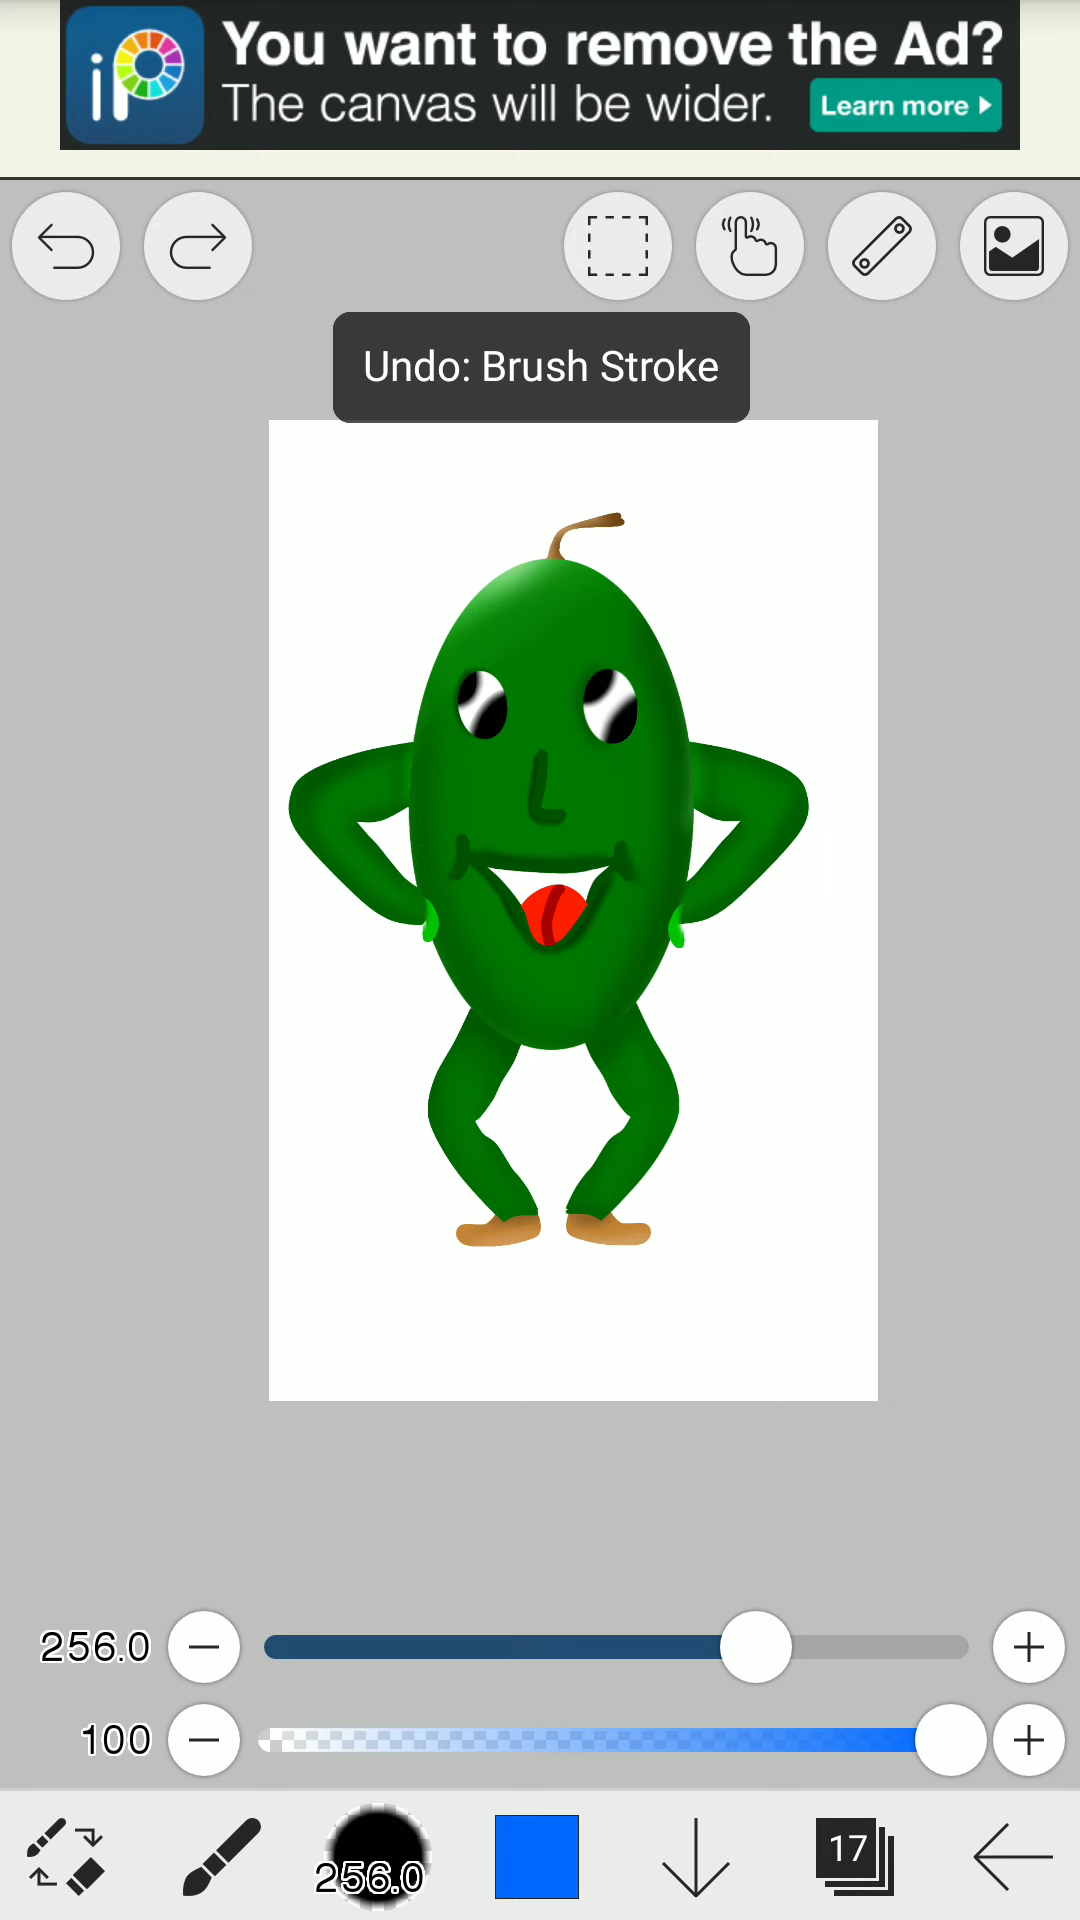 iP
You want to remove the Ad?
The canvas will be wider.
Learn more
Undo: Brush Stroke
256.0
100
256.0
17